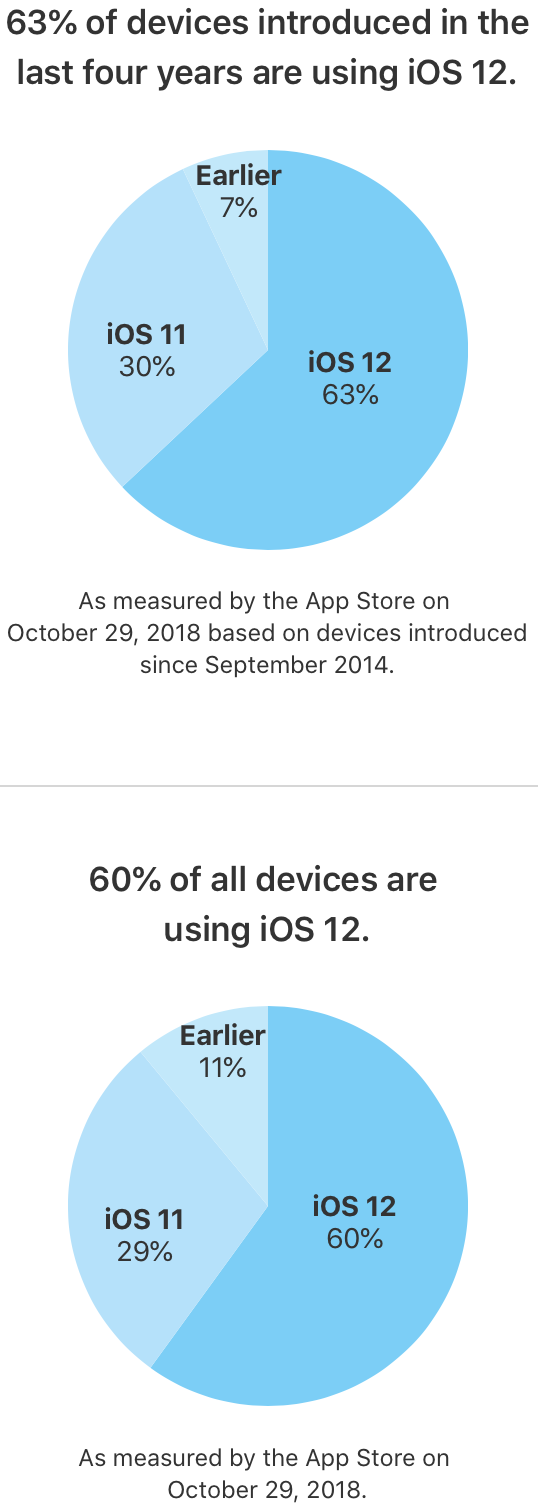 63% of devices introduced in the
last four years are using iOS 12.
Earlier
7%
iOS 11
30%
iOS 12
63%
As measured by the App Store on
October 29, 2018 based on devices introduced
since September 2014.
60% of all devices are
using iOS 12.
Earlier
11%
iOS 12
60%
iOS 11
29%
As measured by the App Store on
October 29, 2018.